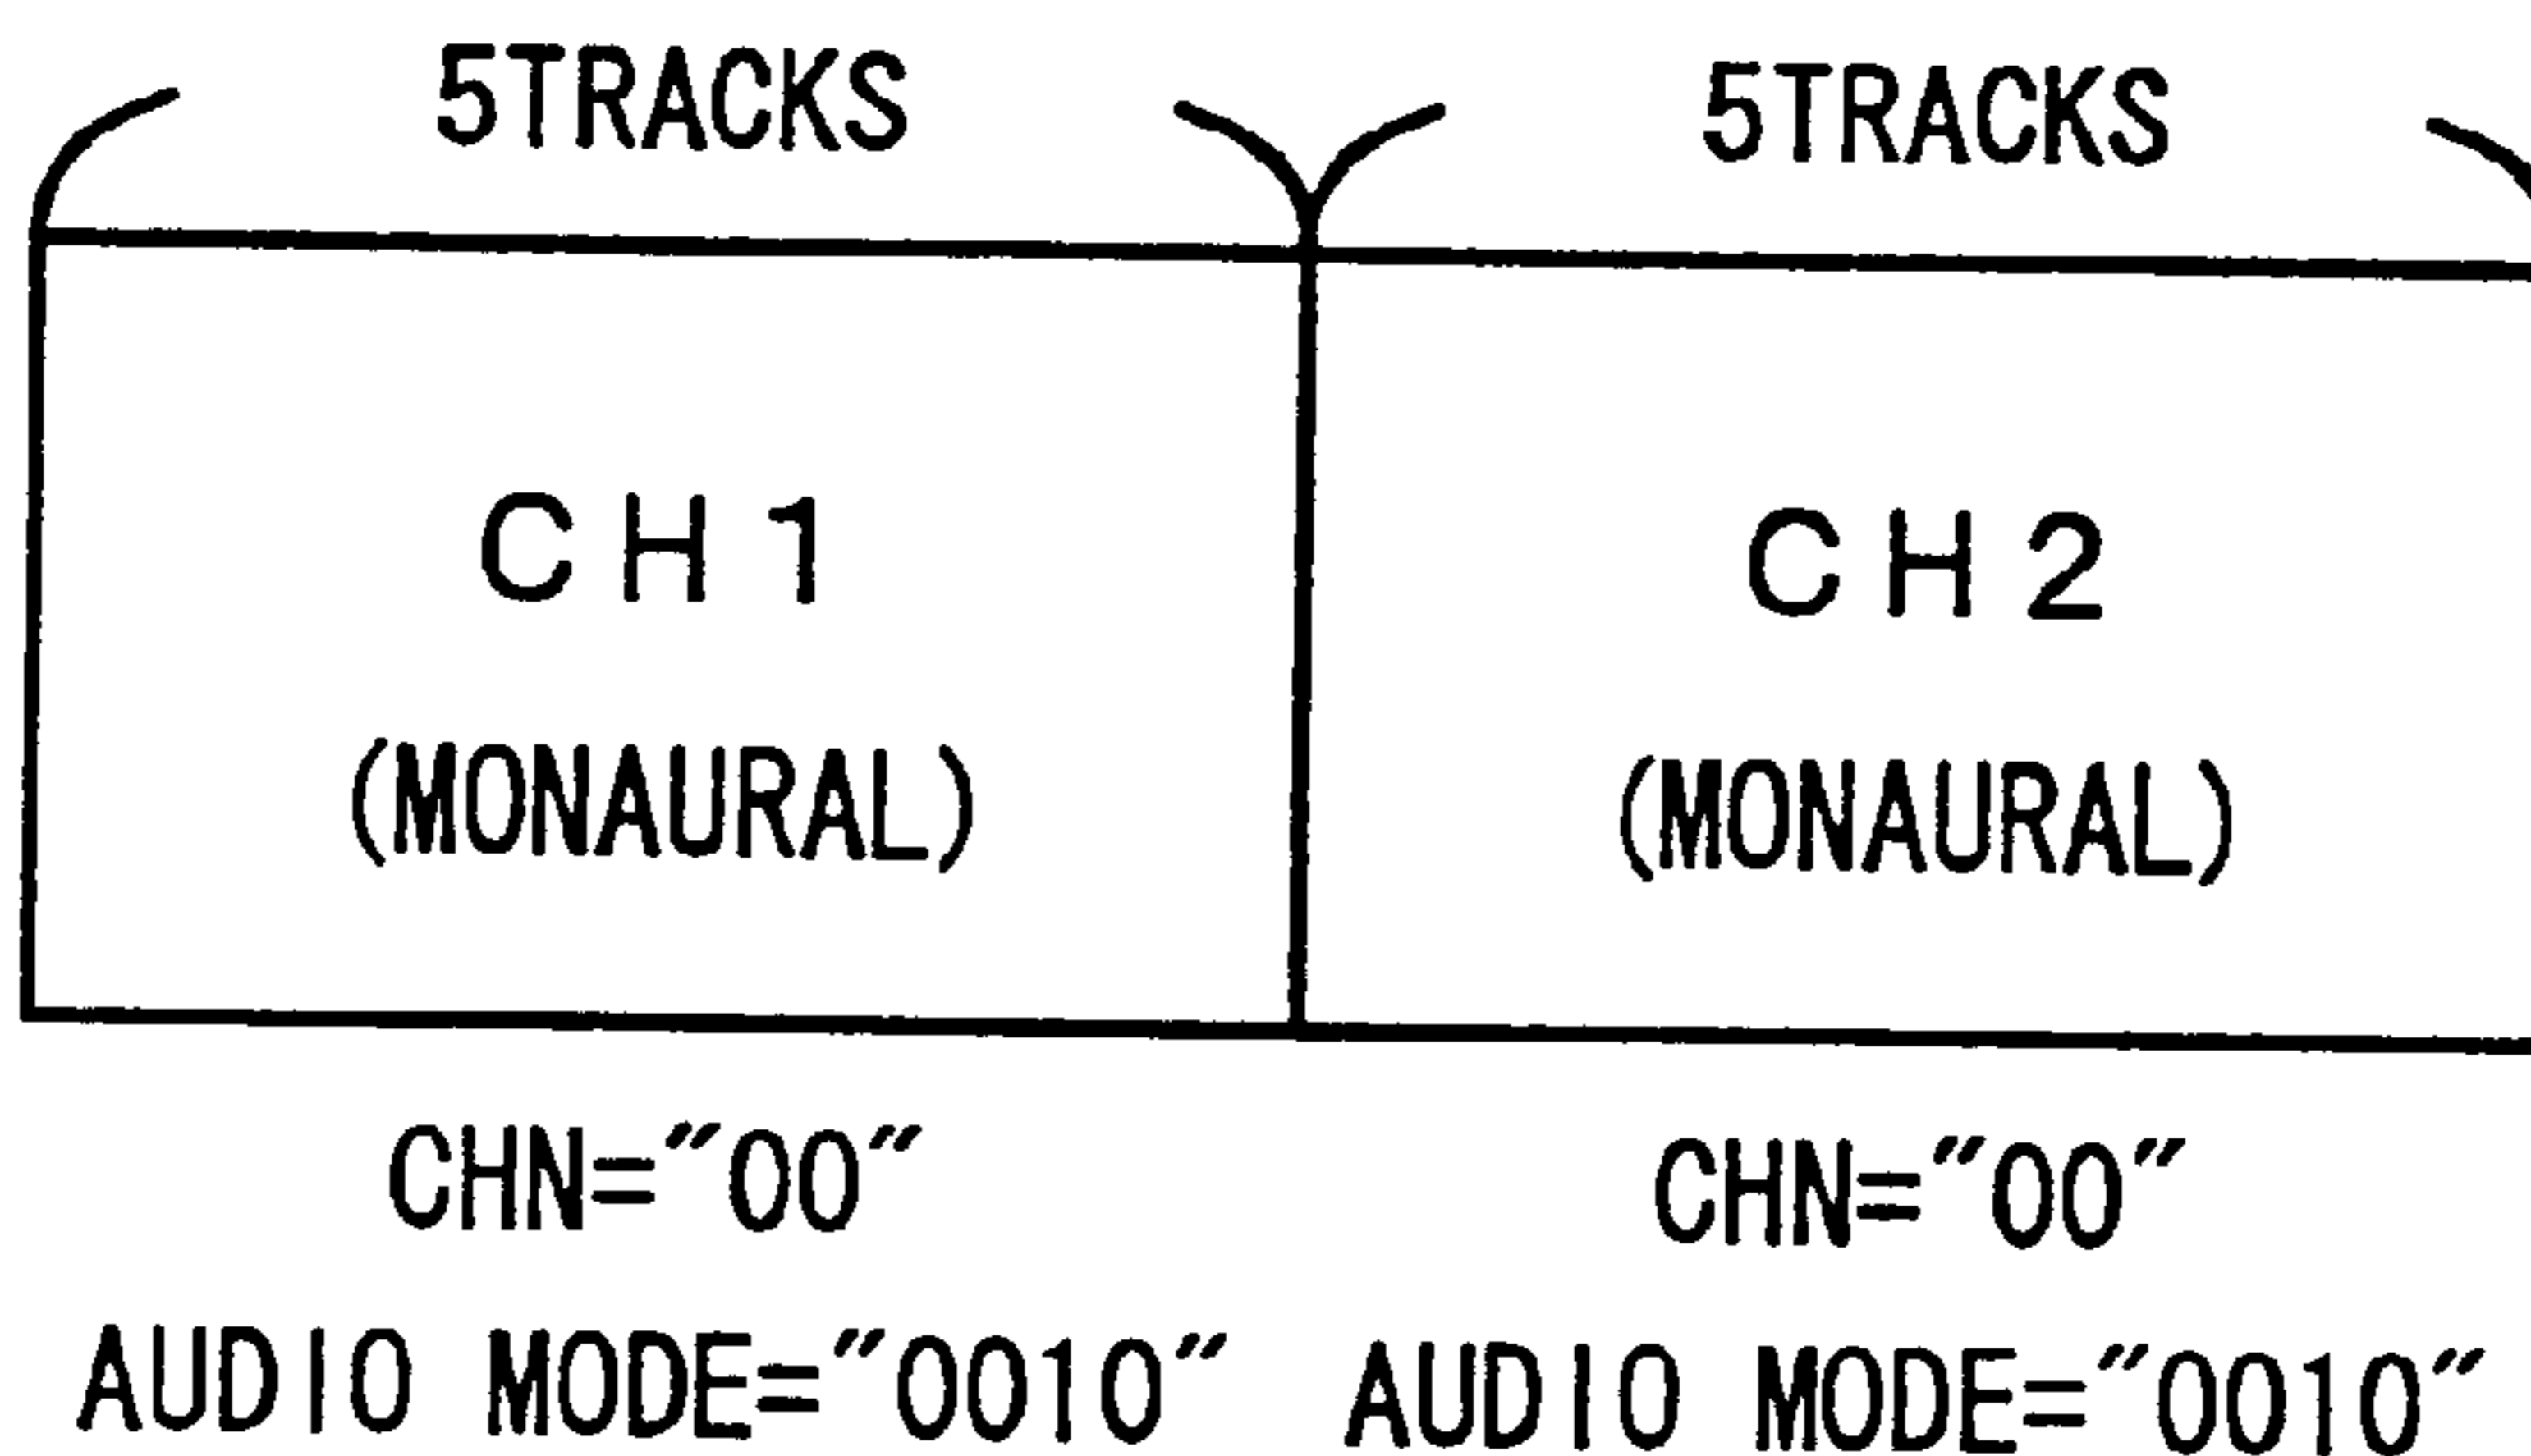 5TRACKS 5TRACKS
CH1 CH2
(MONAURAL) (MONAURAL)
CHN="00" CHN="00"
AUDIO MODE="0010" AUDIO MODE="0010"